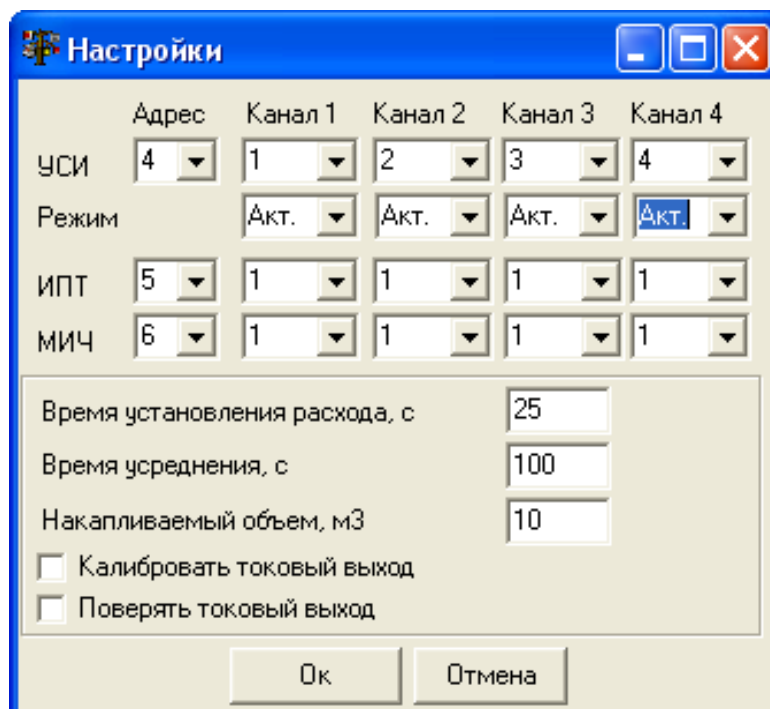 Настройки
Адрес Канал 1 Канал 2 Канал 3 Канал 4
УСИ 4 1 2 3 4
Режим Акт. Акт. Акт. Акт.
ИПТ 5 1 1 1 1
МИЧ 6 1 1 1 1
Время установления расхода, с 25
Время усреднения, с 100
Накапливаемый объем, м3 10
Калибровать токовый выход
Поверять токовый выход
Ок Отмена